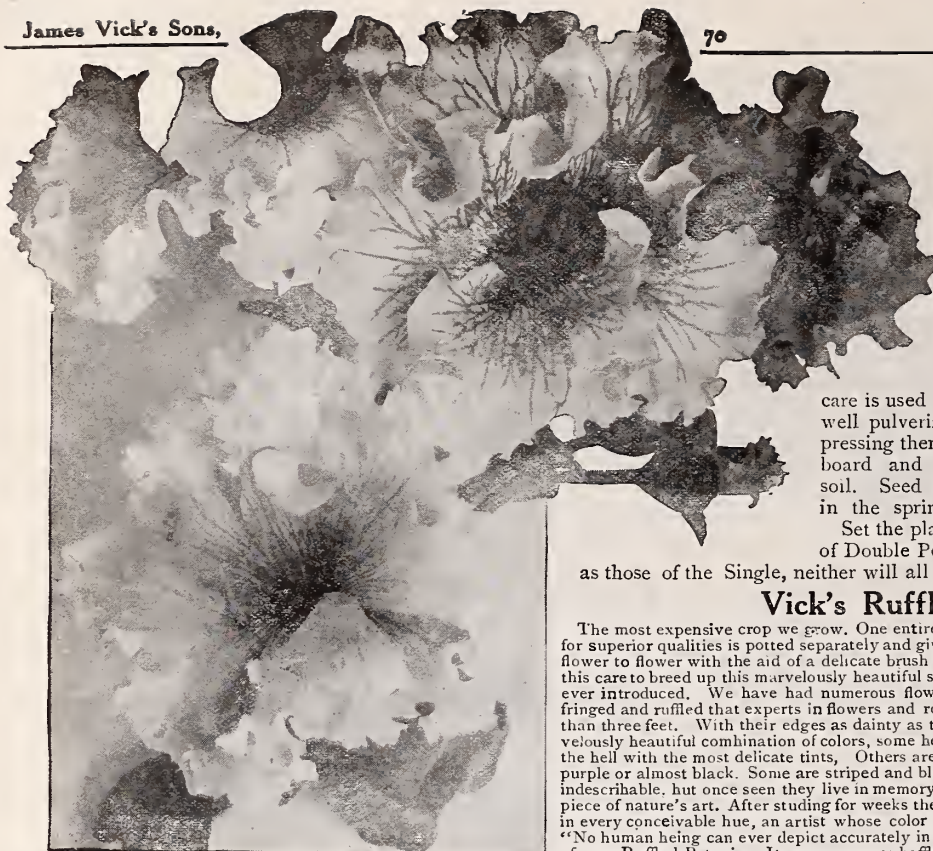 James Vick's Sons,
70
care is used
well pulveri
pressing ther
board and
soil. Seed
in the sprin
Set the pla
of Double Pe
as those of the Single, neither will all
Vick's Ruffl
The most expensive crop we grow. One entire
for superior qualities is potted separately and giv
flower to flower with the aid of a delicate brush
this care to breed up this marvelously beautiful s
ever introduced. We have had numerous flow
fringed and ruffled that experts in flowers and re
than three feet. With their edges as dainty as t
velously beautiful combination of colors, some he
the hell with the most delicate tints, Others are
purple or almost black. Some are striped and bl
indescrihable. hut once seen they live in memory
piece of nature's art. After studing for weeks the
in every conceivable hue, an artist whose color
"No human heing can ever depict accurately in